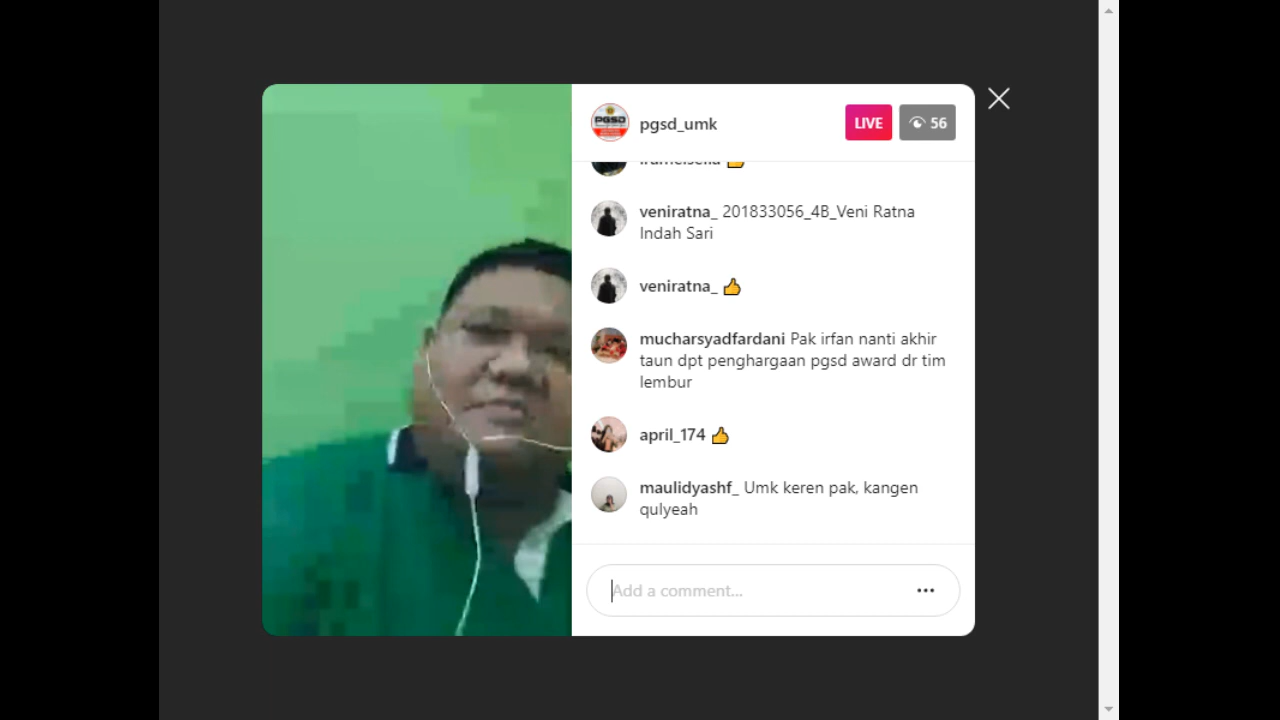 pgsd_umk
LIVE
56
PGSD
veniratna_ 201833056_4B_Veni Ratna
Indah Sari
veniratna_ 👍
mucharsyadfardani Pak irfan nanti akhir
taun dpt penghargaan pgsd award dr tim
lembur
april_174 👍
maulidyashf_ Umk keren pak, kangen
qulyeah
Add a comment...